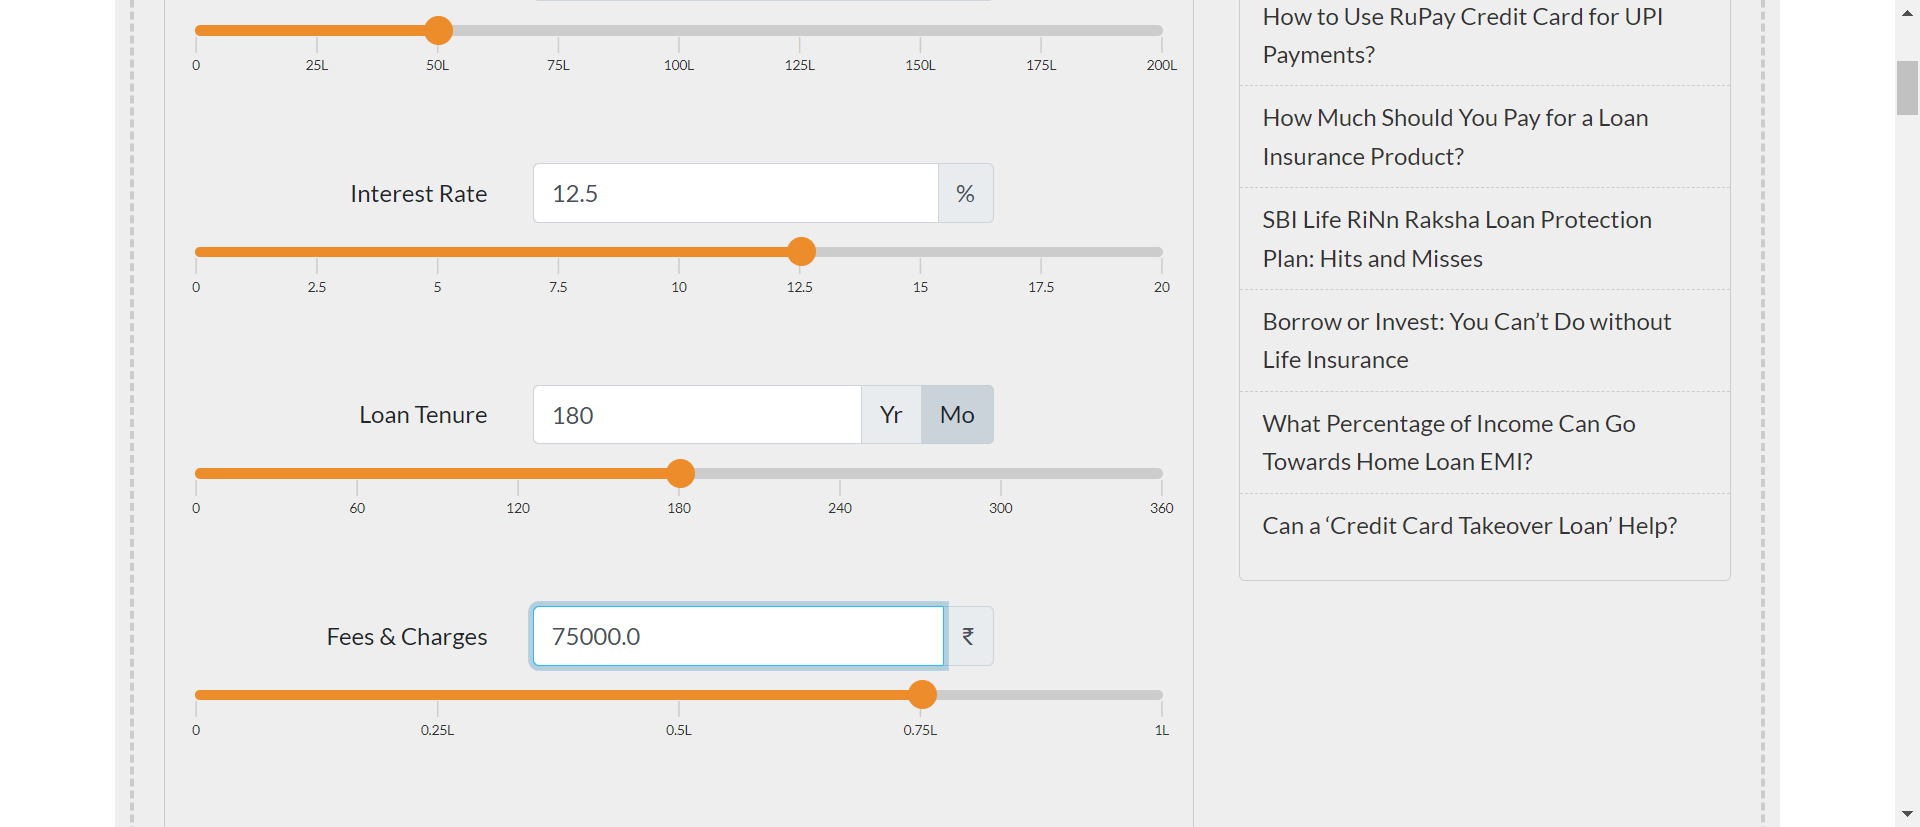 0 25L 50L 75L 100L 125L 150L 175L 200L
Interest Rate 12.5 %
0 2.5 5 7.5 10 12.5 15 17.5 20
Loan Tenure 180 Yr Mo
0 60 120 180 240 300 360
Fees & Charges 75000.0 ₹
0 0.25L 0.5L 0.75L 1L
How to Use RuPay Credit Card for UPI
Payments?
How Much Should You Pay for a Loan
Insurance Product?
SBI Life RiNn Raksha Loan Protection
Plan: Hits and Misses
Borrow or Invest: You Can’t Do without
Life Insurance
What Percentage of Income Can Go
Towards Home Loan EMI?
Can a ‘Credit Card Takeover Loan’ Help?